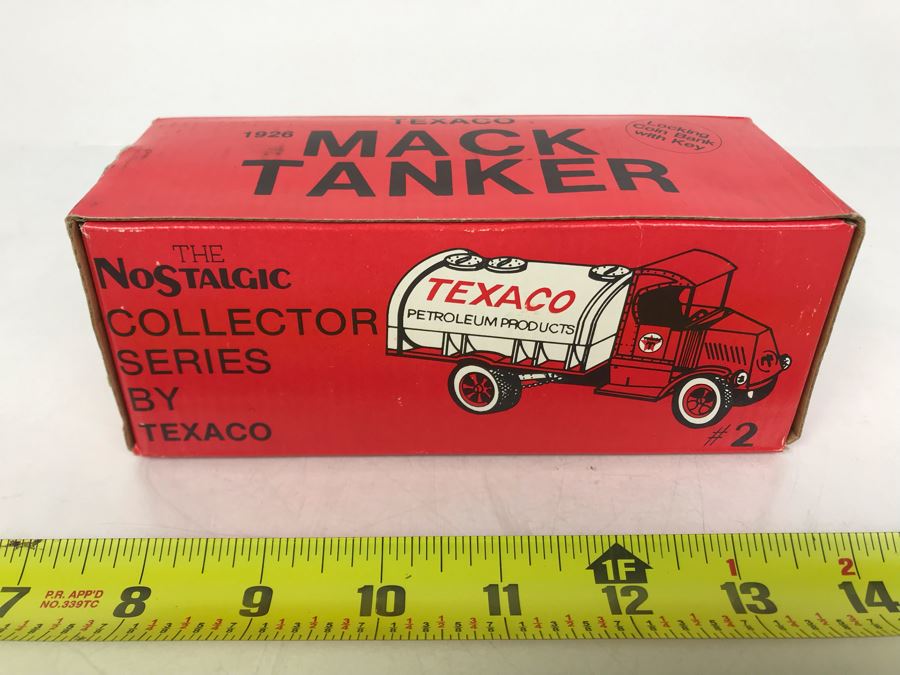 TEXACO
1926 MACK
TANKER
Locking
Coin Bank
with Key
THE
NOSTALGIC
COLLECTOR
SERIES
BY
TEXACO
TEXACO
PETROLEUM PRODUCTS
#2
1F
1 2
7 P.R. APP'D 8 9 10 11 12 13 14
NO.339TC